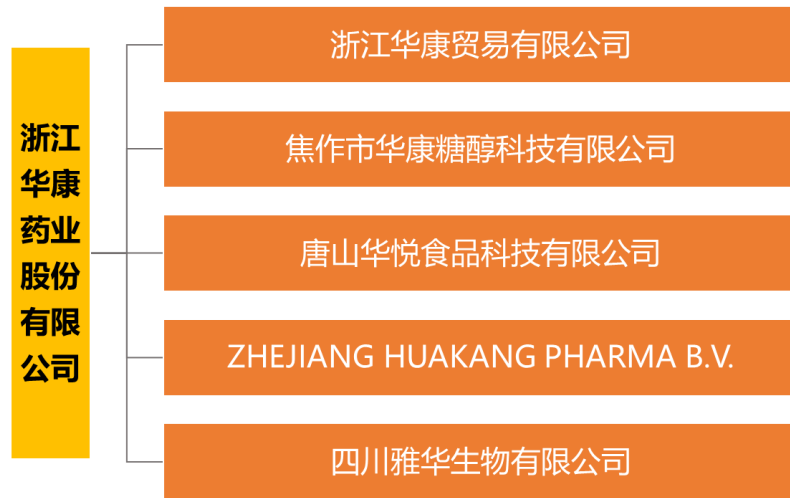 浙江
华康
药业
股份
有限
公司
浙江华康贸易有限公司
焦作市华康糖醇科技有限公司
唐山华悦食品科技有限公司
ZHEJIANG HUAKANG PHARMA B.V.
四川雅华生物有限公司